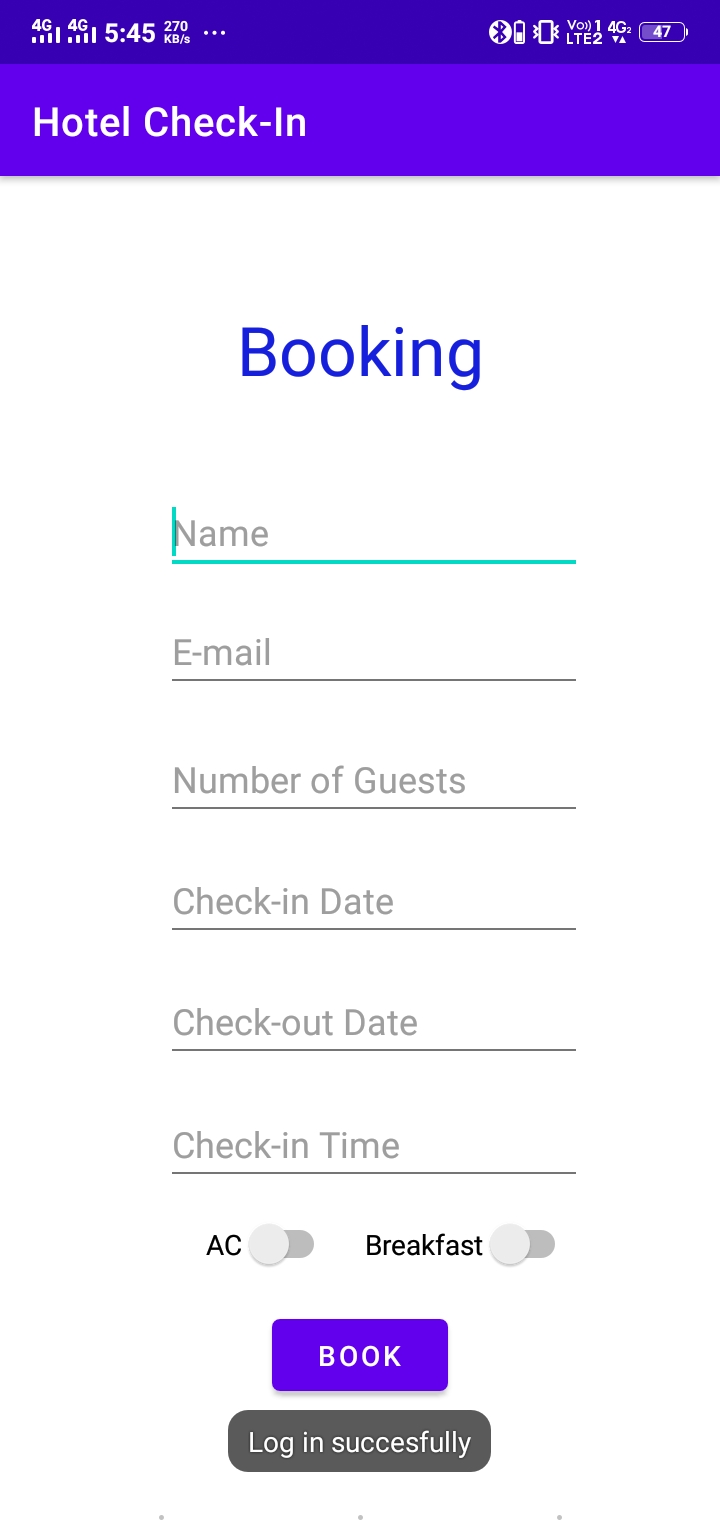 4G 4G 5:45 270 KB/s ... Vo)) 1 LTE2 4G2 47
Hotel Check-In
Booking
Name
E-mail
Number of Guests
Check-in Date
Check-out Date
Check-in Time
AC Breakfast
BOOK
Log in succesfully